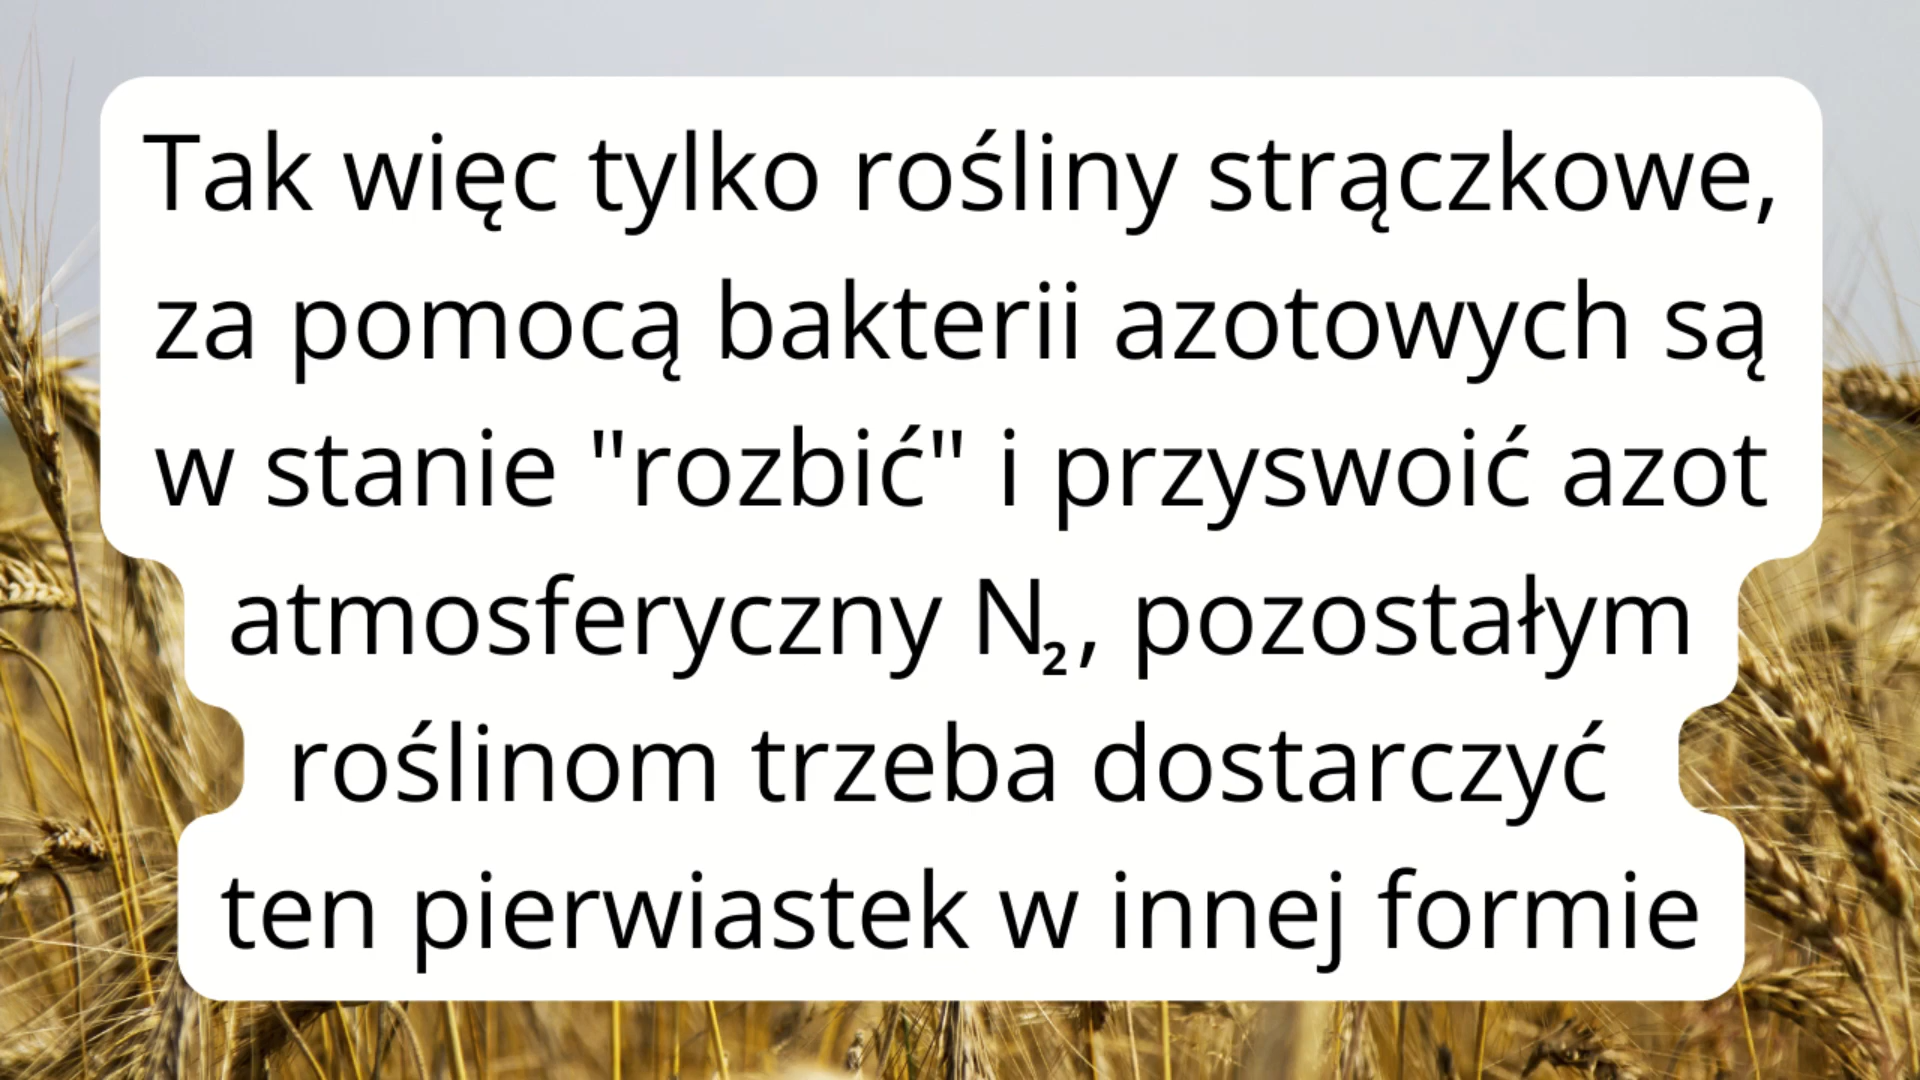 Tak więc tylko rośliny strączkowe,
za pomocą bakterii azotowych są
w stanie "rozbić" i przyswoić azot
atmosferyczny N₂, pozostałym
roślinom trzeba dostarczyć
ten pierwiastek w innej formie